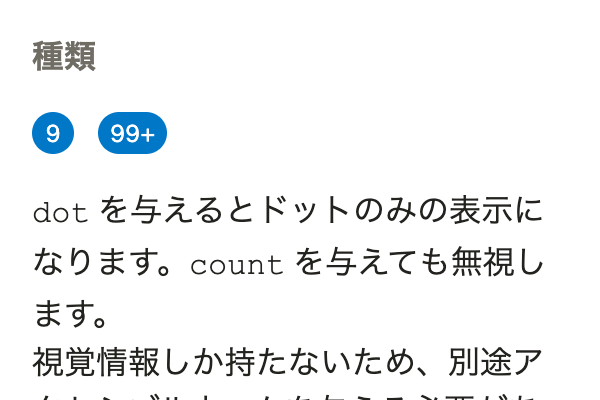 種類
9 99+
dot を与えるとドットのみの表示に
なります。count を与えても無視し
ます。
視覚情報しか持たないため、別途ア